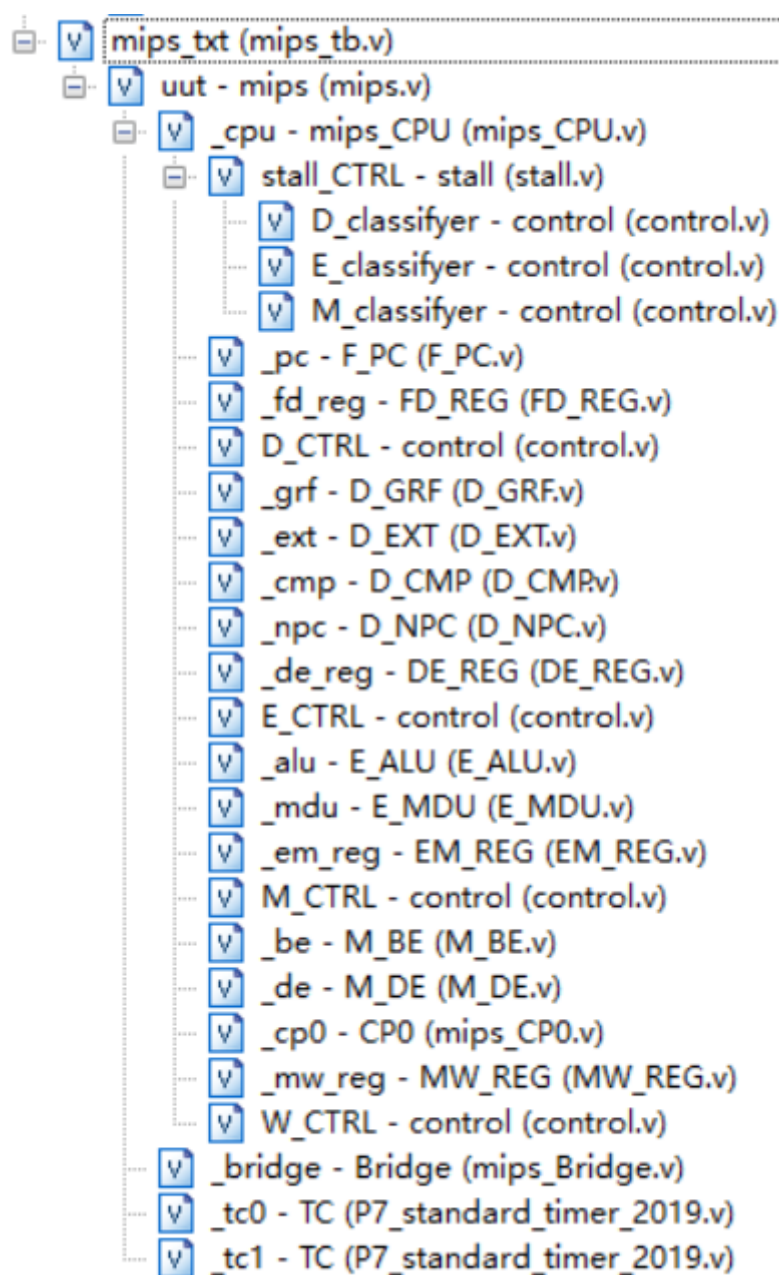 mips_txt (mips_tb.v)
uut - mips (mips.v)
_cpu - mips_CPU (mips_CPU.v)
stall_CTRL - stall (stall.v)
D_classifyer - control (control.v)
E_classifyer - control (control.v)
M_classifyer - control (control.v)
_pc - F_PC (F_PC.v)
_fd_reg - FD_REG (FD_REG.v)
D_CTRL - control (control.v)
_grf - D_GRF (D_GRF.v)
_ext - D_EXT (D_EXT.v)
_cmp - D_CMP (D_CMP.v)
_npc - D_NPC (D_NPC.v)
_de_reg - DE_REG (DE_REG.v)
E_CTRL - control (control.v)
_alu - E_ALU (E_ALU.v)
_mdu - E_MDU (E_MDU.v)
_em_reg - EM_REG (EM_REG.v)
M_CTRL - control (control.v)
_be - M_BE (M_BE.v)
_de - M_DE (M_DE.v)
_cp0 - CP0 (mips_CP0.v)
_mw_reg - MW_REG (MW_REG.v)
W_CTRL - control (control.v)
_bridge - Bridge (mips_Bridge.v)
_tc0 - TC (P7_standard_timer_2019.v)
_tc1 - TC (P7_standard_timer_2019.v)